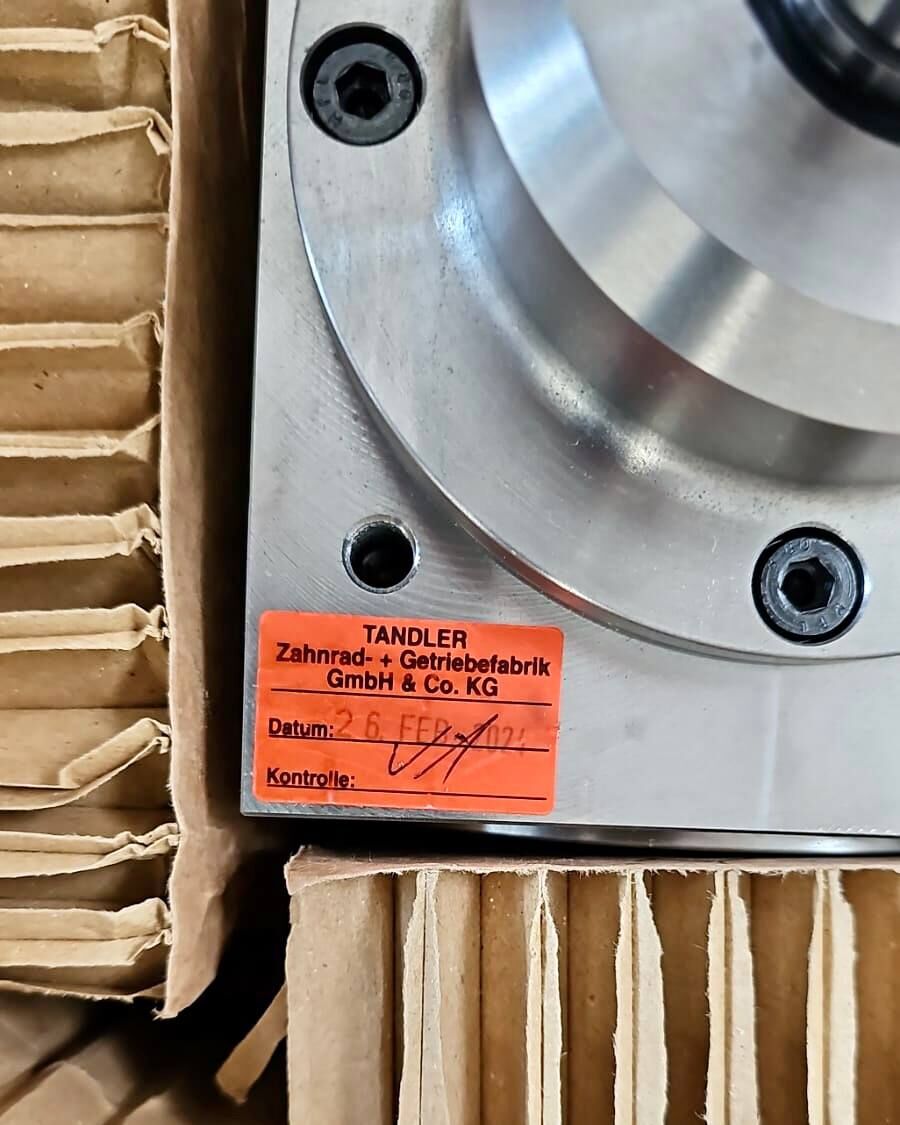 TANDLER
Zahnrad- + Getriebefabrik
GmbH & Co. KG
Datum: 26. FEB. 2024
Kontrolle: